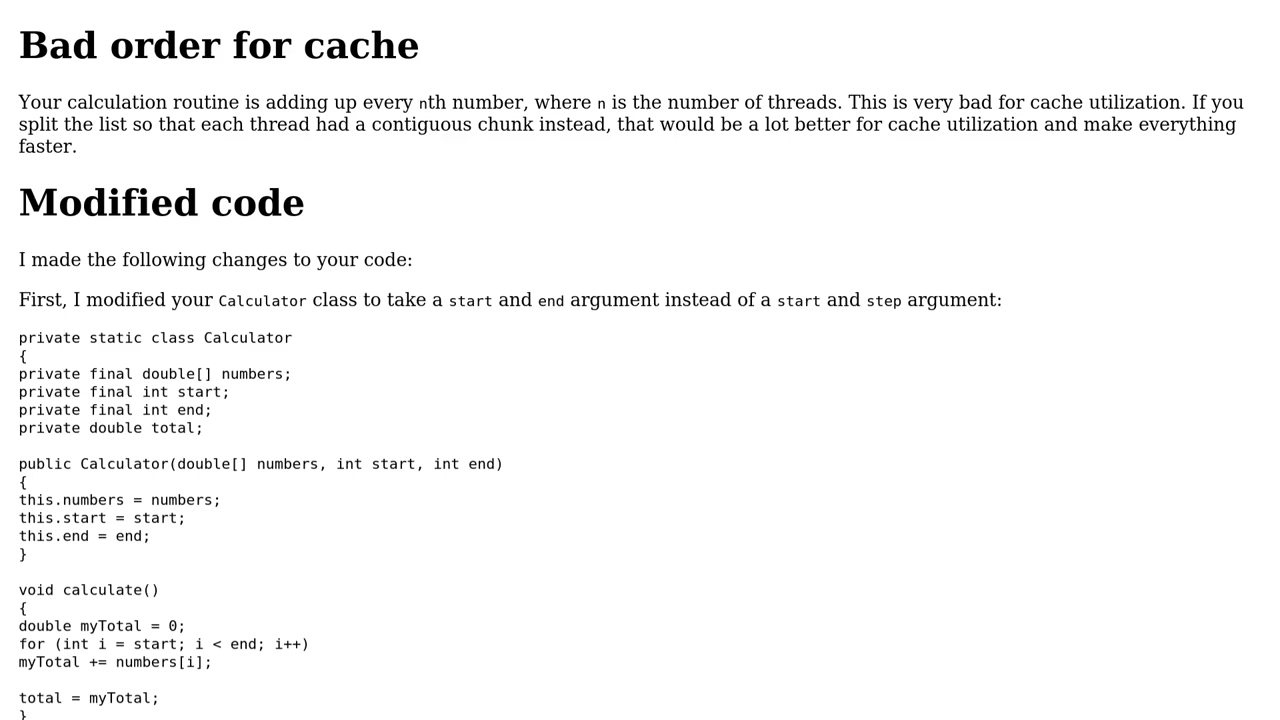 Bad order for cache
Your calculation routine is adding up every nth number, where n is the number of threads. This is very bad for cache utilization. If you
split the list so that each thread had a contiguous chunk instead, that would be a lot better for cache utilization and make everything
faster.
Modified code
I made the following changes to your code:
First, I modified your Calculator class to take a start and end argument instead of a start and step argument:
private static class Calculator
{
private final double[] numbers;
private final int start;
private final int end;
private double total;
public Calculator(double[] numbers, int start, int end)
{
this.numbers = numbers;
this.start = start;
this.end = end;
}
void calculate()
{
double myTotal = 0;
for (int i = start; i < end; i++)
myTotal += numbers[i];
total = myTotal;
}